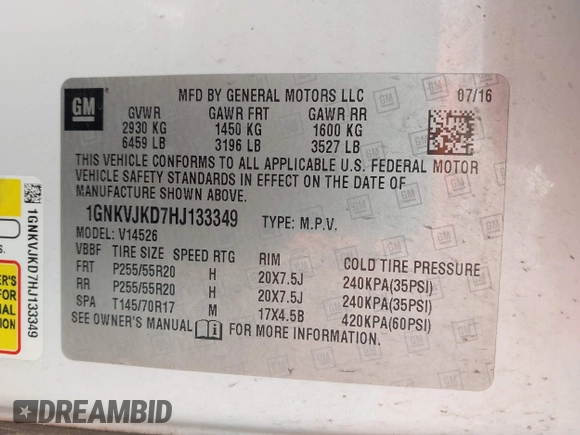 GM
MFD BY GENERAL MOTORS LLC 07/16
GVWR GAWR FRT GAWR RR
2930 KG 1450 KG 1600 KG
6459 LB 3196 LB 3527 LB
THIS VEHICLE CONFORMS TO ALL APPLICABLE U.S. FEDERAL MOTOR
VEHICLE SAFETY STANDARDS IN EFFECT ON THE DATE OF
MANUFACTURE SHOWN ABOVE.
1GNKVJKD7HJ133349 TYPE: M.P.V.
MODEL: V14526
VBBF TIRE SIZE SPEED RTG RIM COLD TIRE PRESSURE
FRT P255/55R20 H 20X7.5J 240KPA(35PSI)
RR P255/55R20 H 20X7.5J 240KPA(35PSI)
SPA T145/70R17 M 17X4.5B 420KPA(60PSI)
SEE OWNER'S MANUAL FOR MORE INFORMATION
1GNKVJKD7HJ133349
FOR
DREAMBID